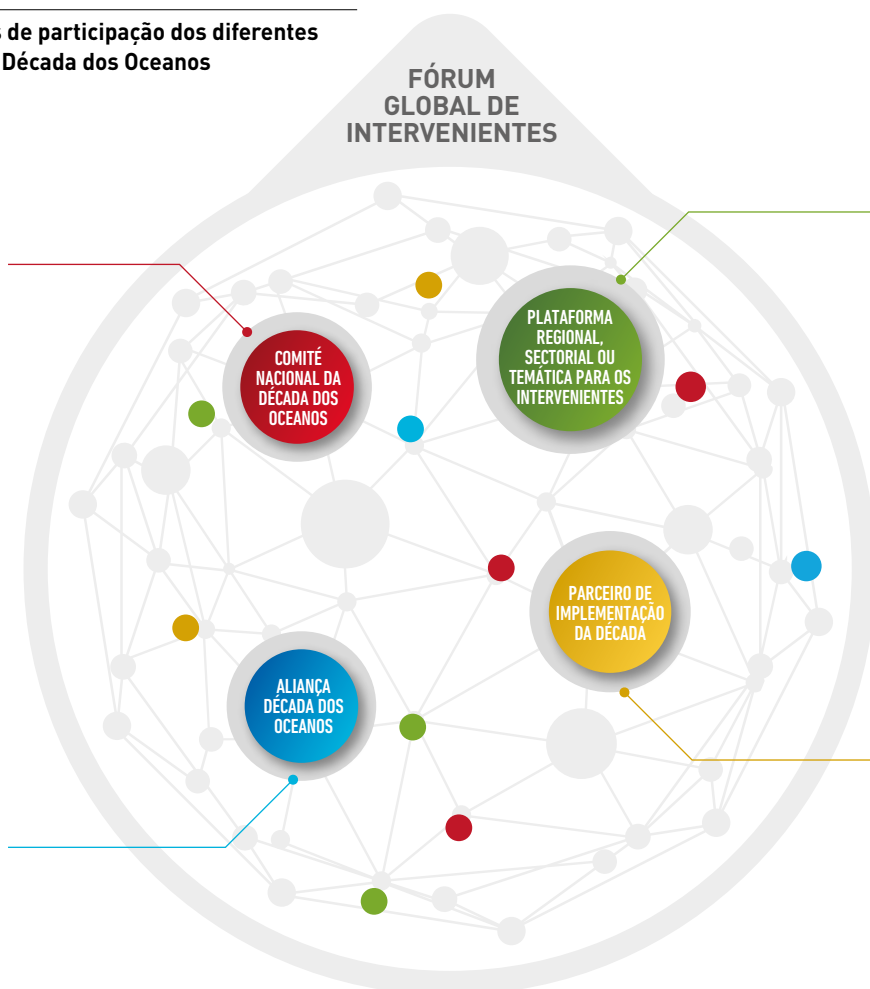 de participação dos diferentes
Década dos Oceanos
FÓRUM
GLOBAL DE
INTERVENIENTES
PLATAFORMA
REGIONAL,
SECTORIAL OU
TEMÁTICA PARA OS
INTERVENIENTES
COMITÉ
NACIONAL DA
DÉCADA DOS
OCEANOS
PARCEIRO DE
IMPLEMENTAÇÃO
DA DÉCADA
ALIANÇA
DÉCADA DOS
OCEANOS